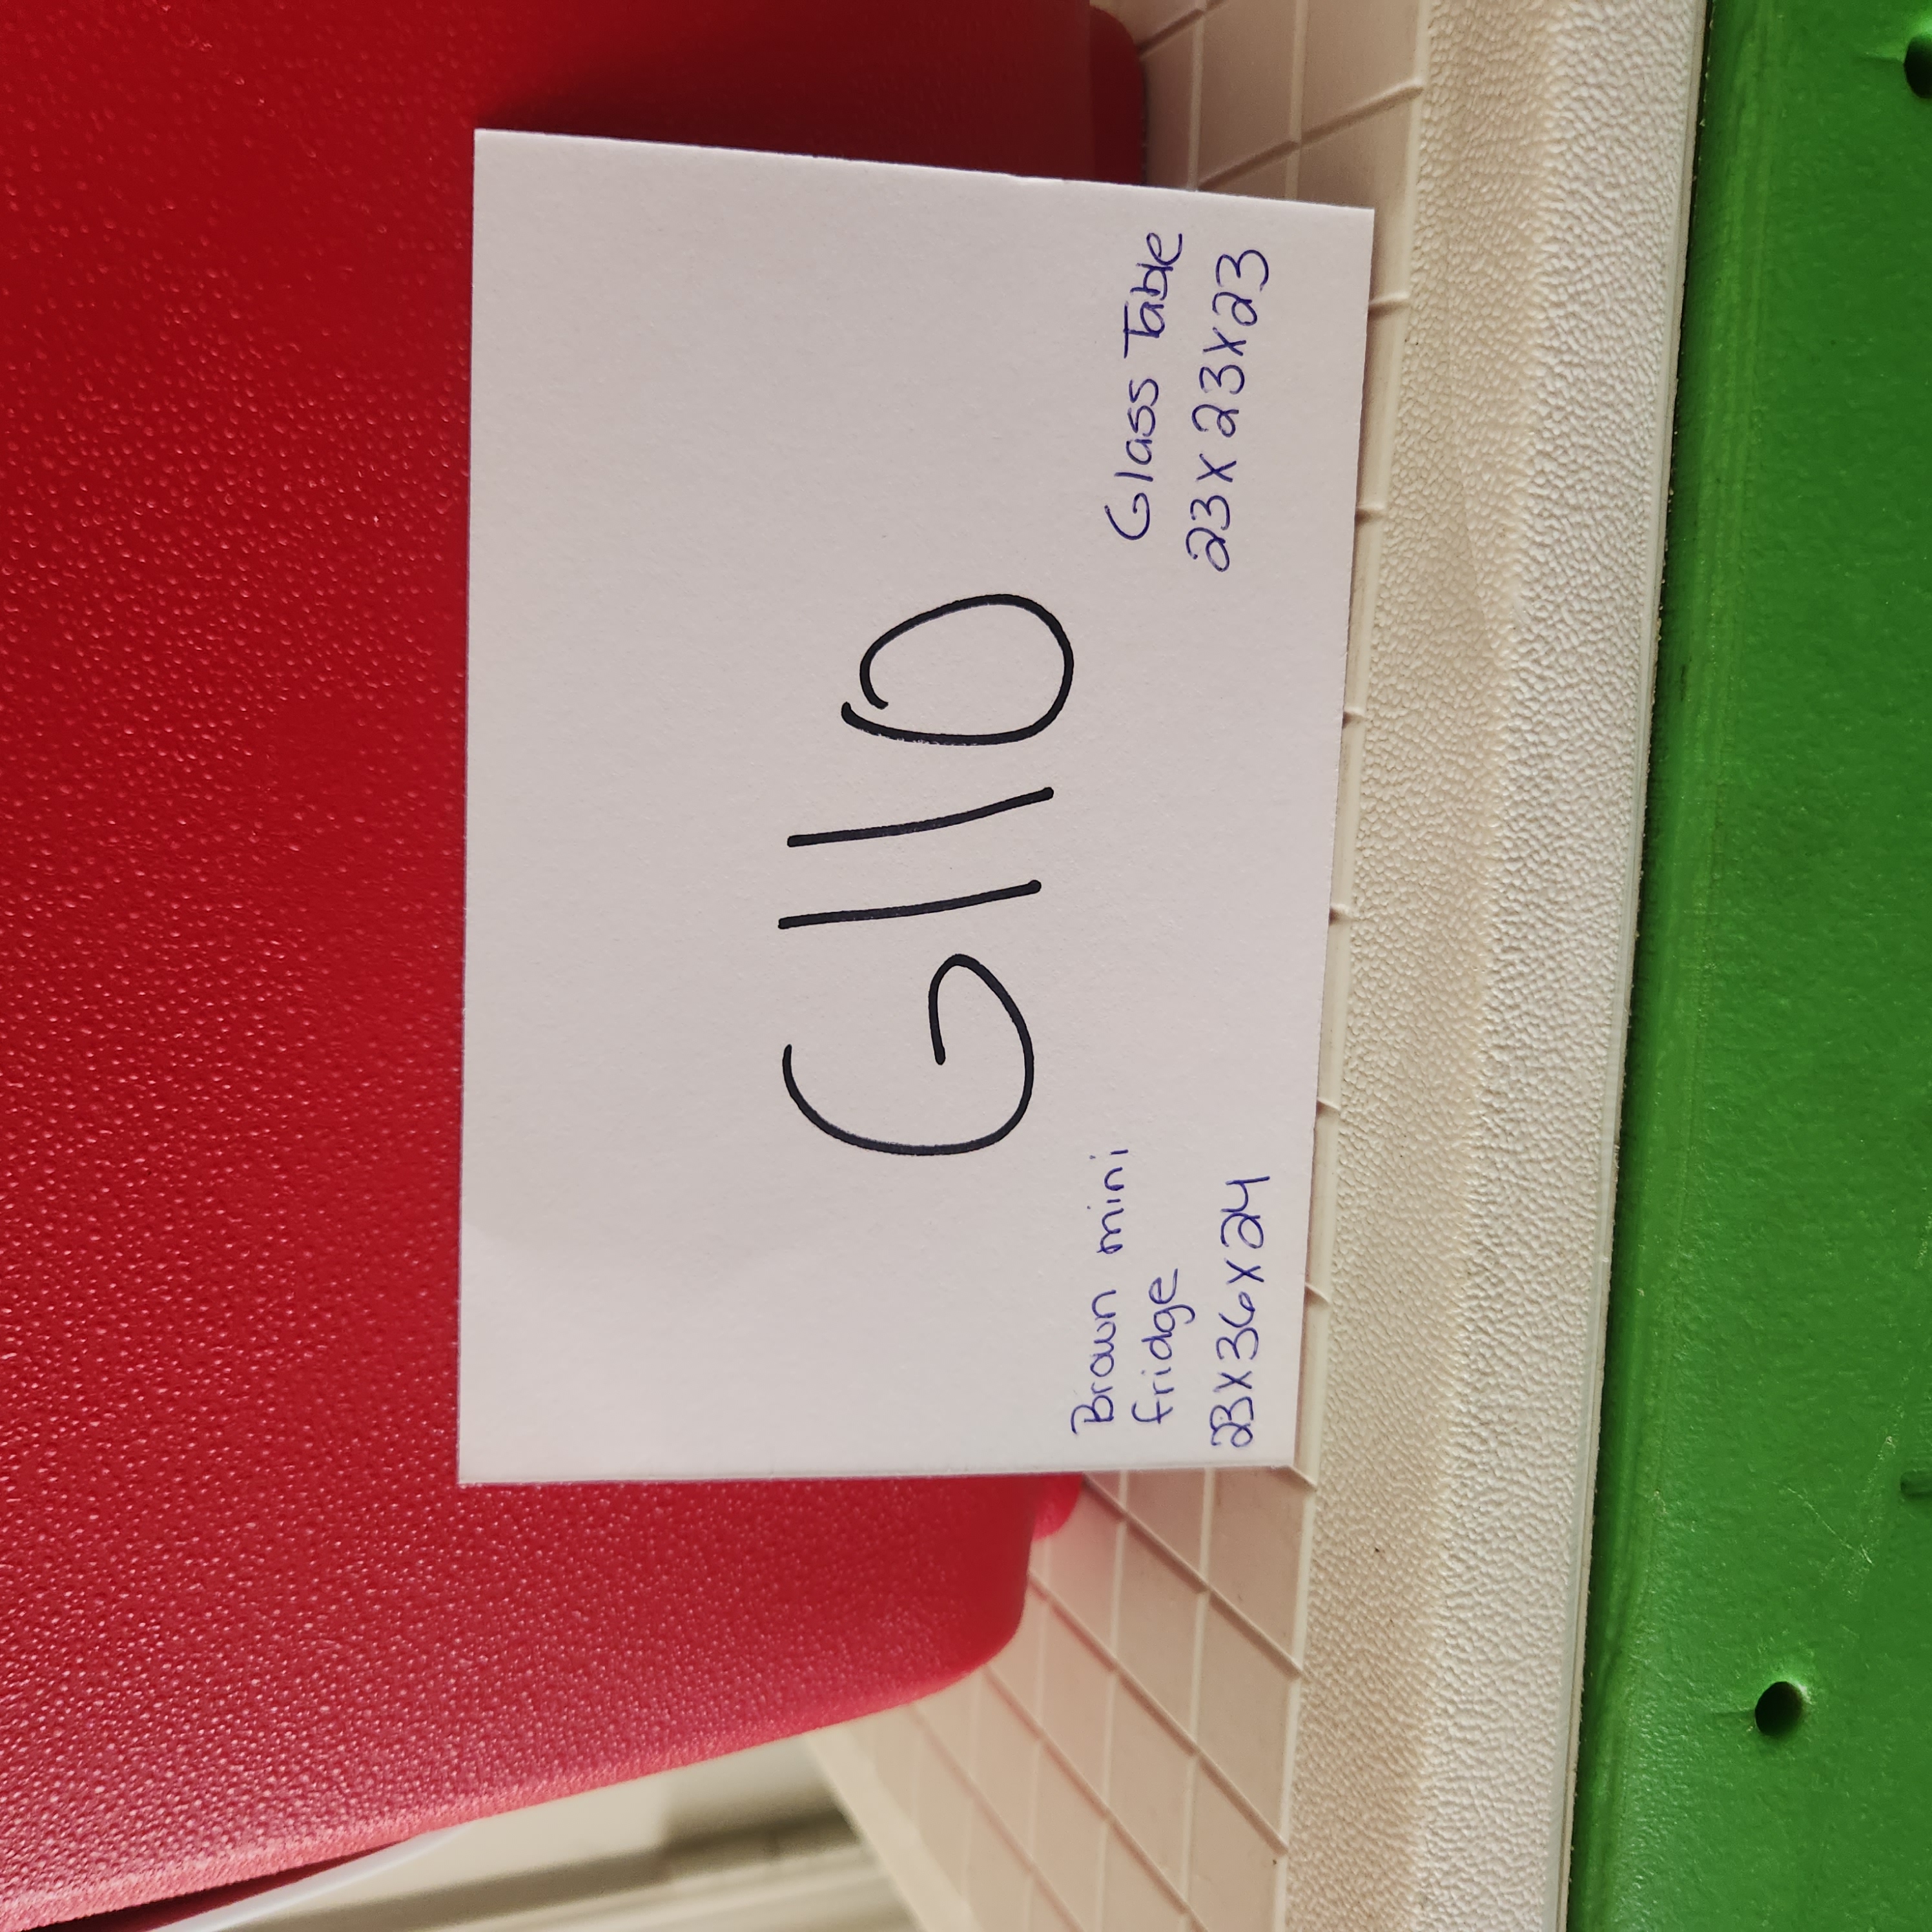 G110
Brown mini
fridge
23x36x24
Glass Table
23x23x23